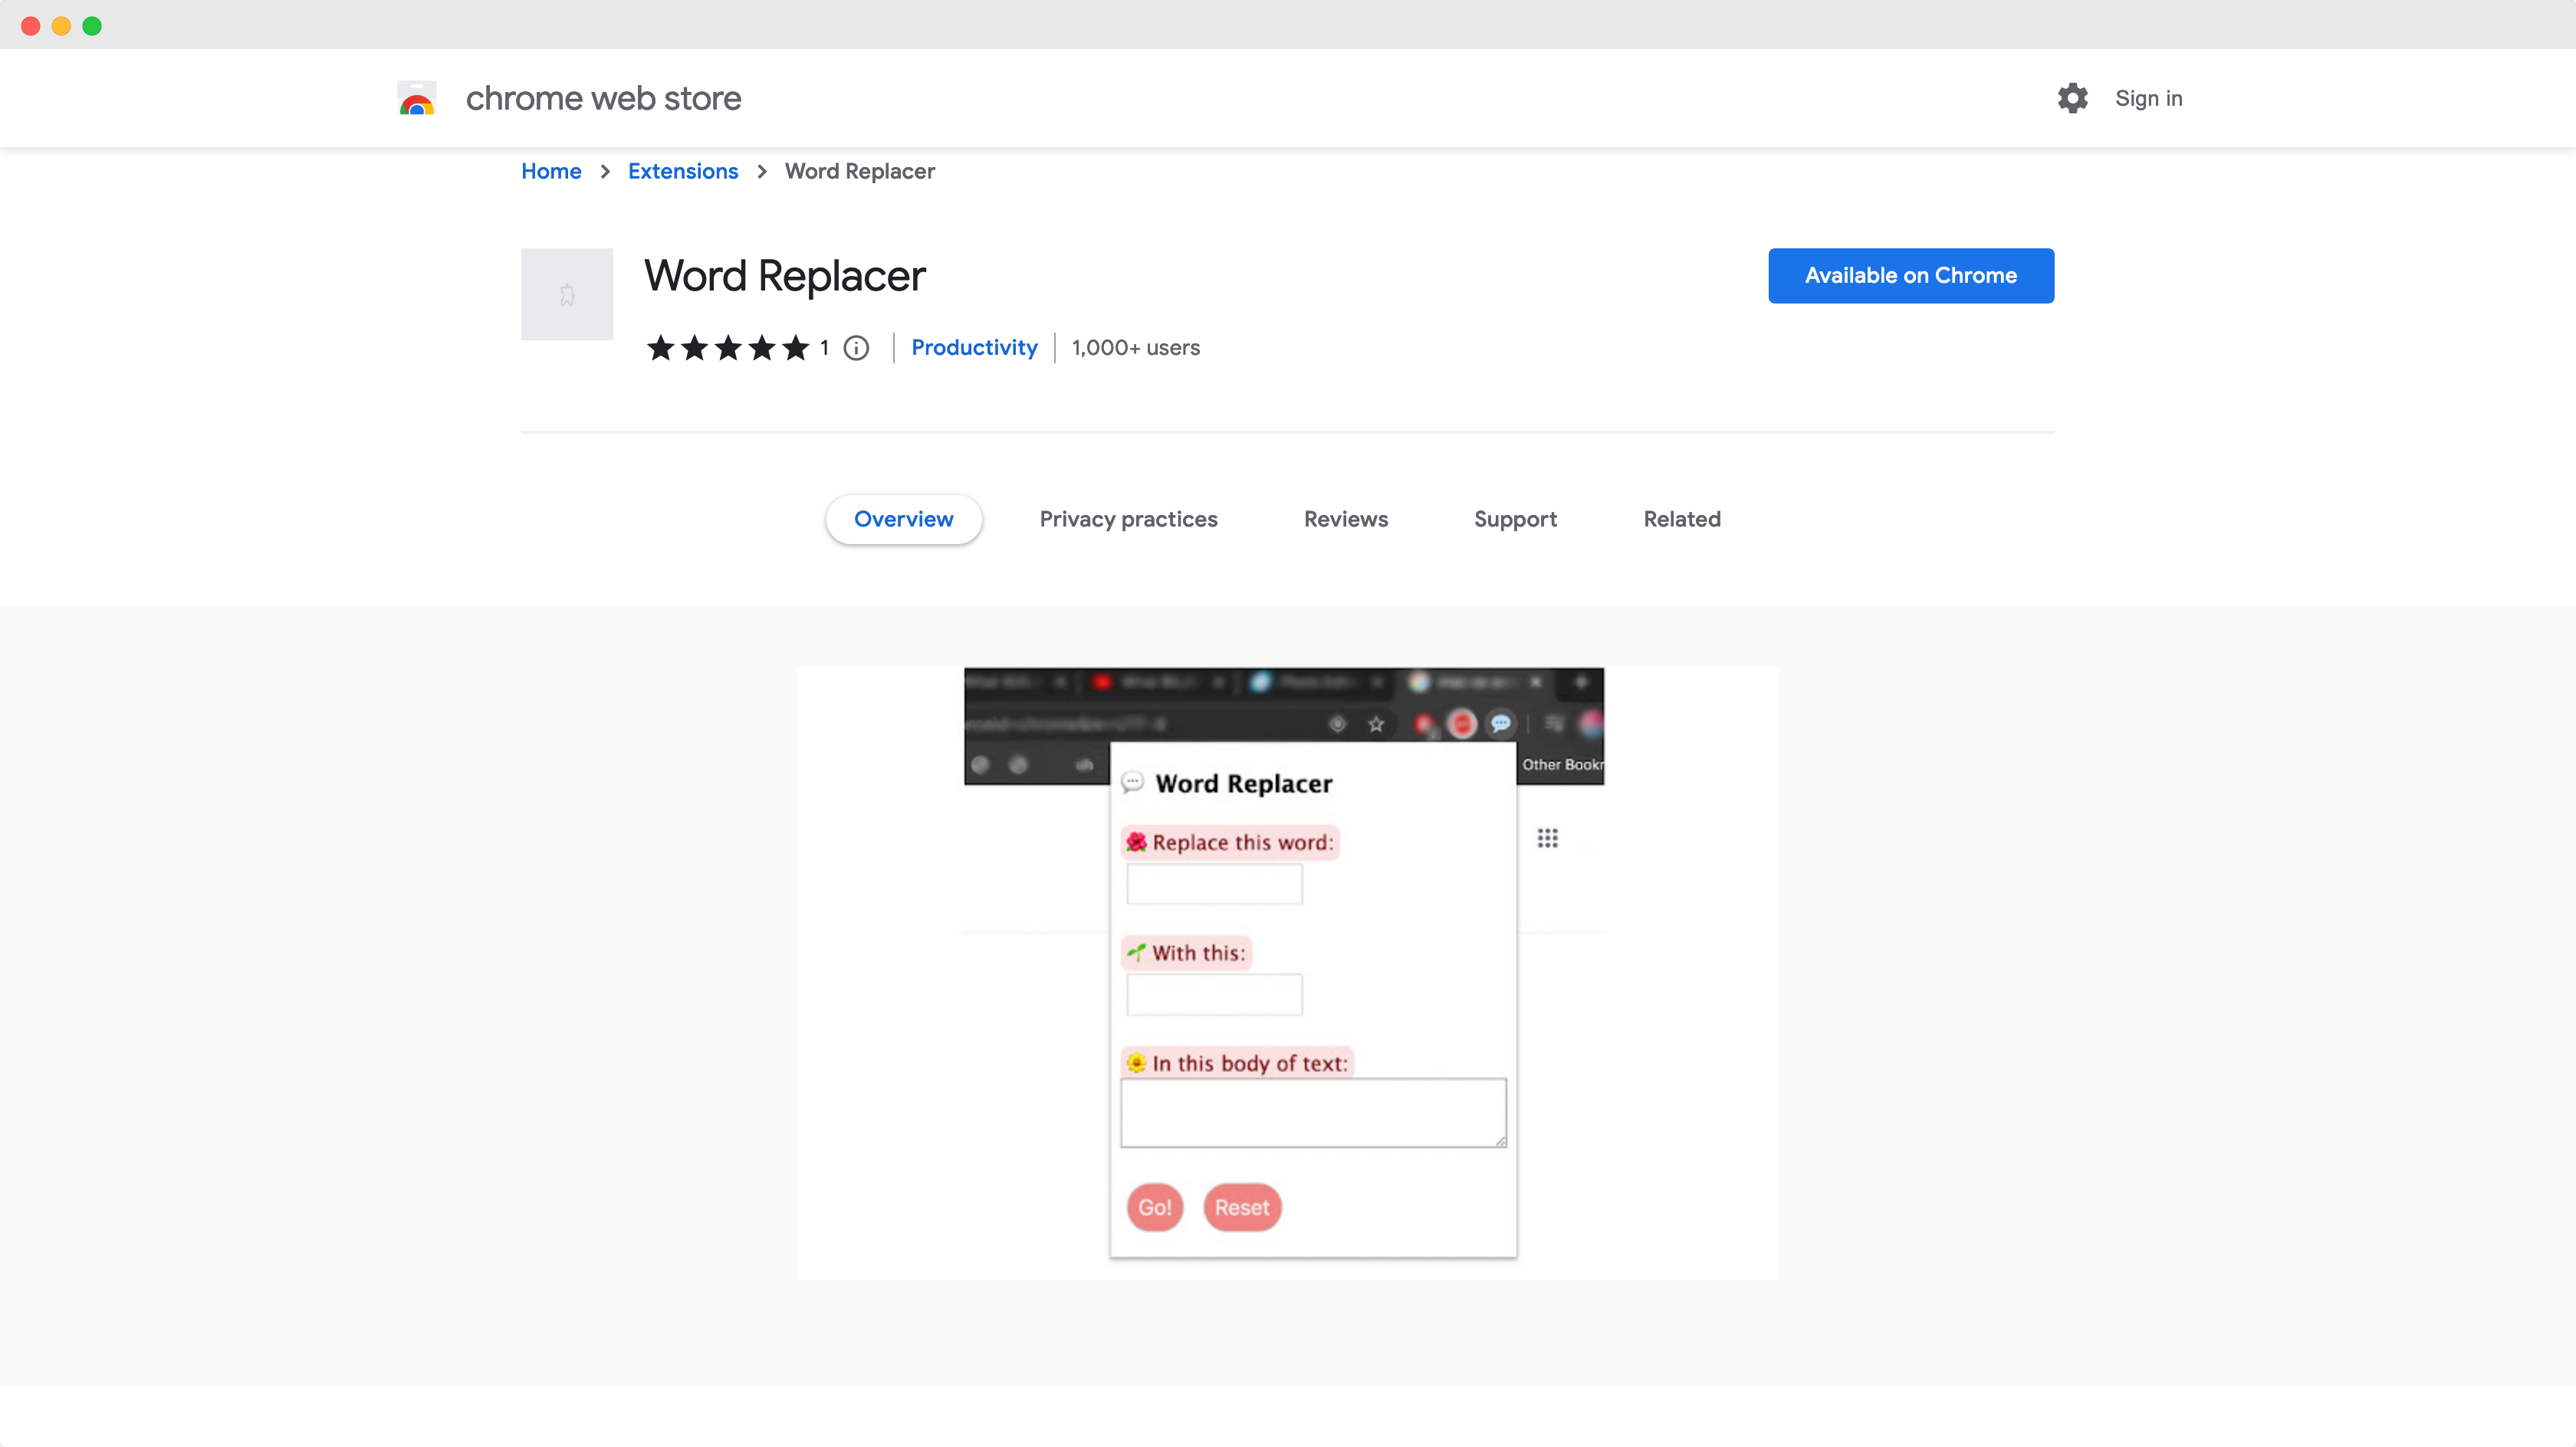 chrome web store
Sign in
Home > Extensions > Word Replacer
Word Replacer
Available on Chrome
1 | Productivity | 1,000+ users
Overview Privacy practices Reviews Support Related
Other Bookr
Word Replacer
Replace this word:
With this:
In this body of text:
Go! Reset